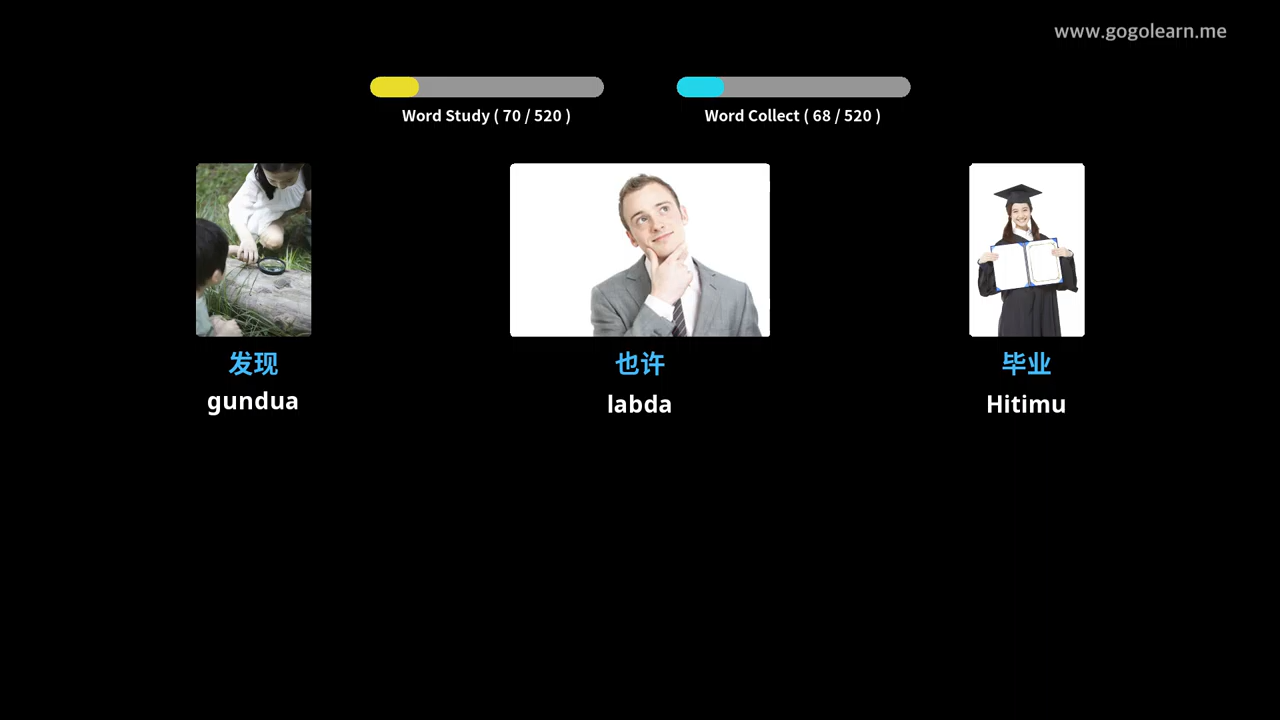 www.gogolearn.me
Word Study ( 70 / 520 )
Word Collect ( 68 / 520 )
发现
gundua
也许
labda
毕业
Hitimu